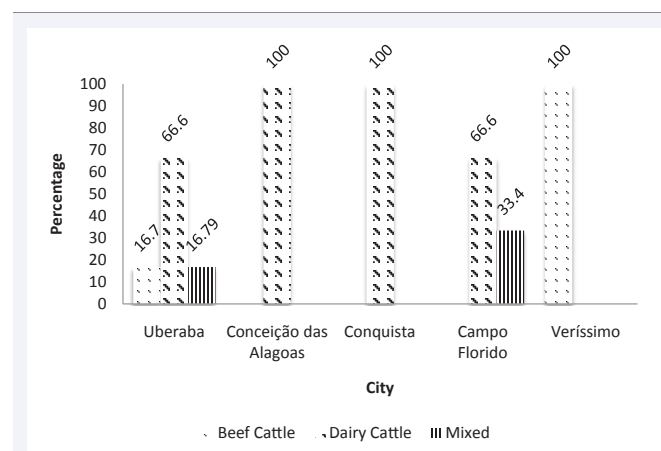 100
100
100
100
90
80
70
60
50
40
30
20
10
0
Percentage
16.7
66.6
16.79
66.6
33.4
Uberaba
Conceição das
Alagoas
Conquista
Campo
Florido
Veríssimo
City
Beef Cattle
Dairy Cattle
Mixed